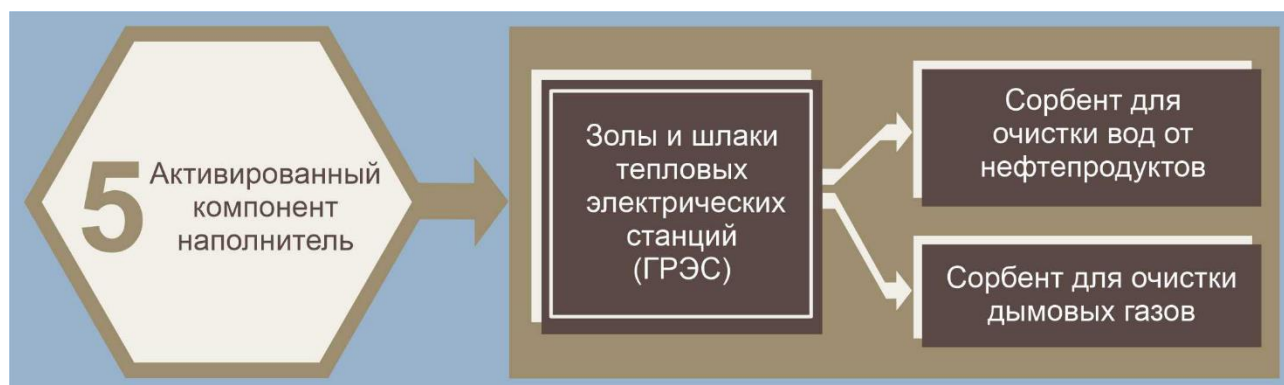 5
Активированный
компонент
наполнитель
Золы и шлаки
тепловых
электрических
станций
(ГРЭС)
Сорбент для
очистки вод от
нефтепродуктов
Сорбент для очистки
дымовых газов